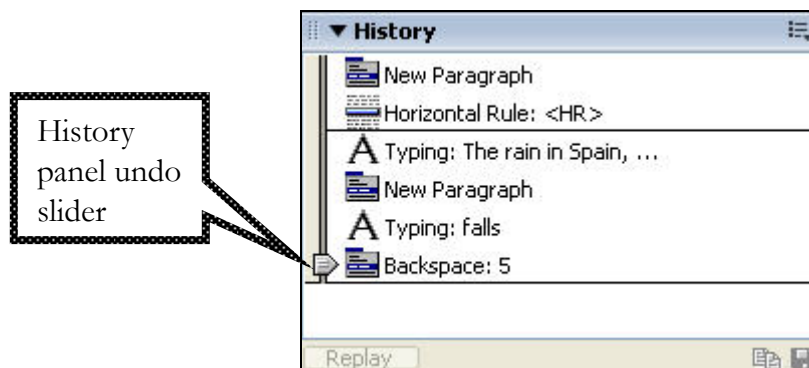 History
New Paragraph
Horizontal Rule: <HR>
Typing: The rain in Spain, ...
New Paragraph
Typing: falls
Backspace: 5
Replay
History
panel undo
slider